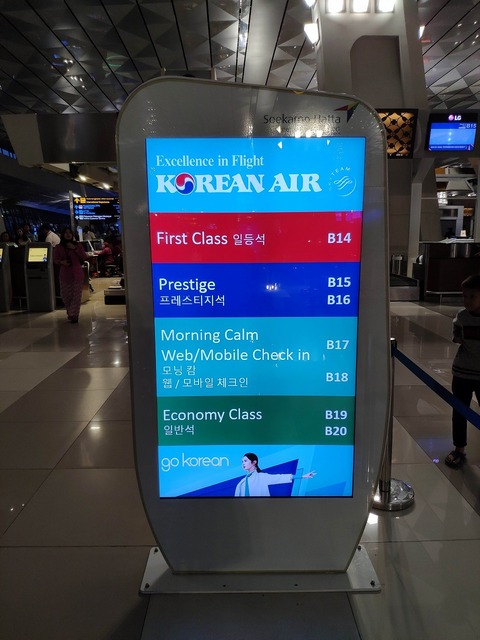 Soekarno Hatta
Excellence in Flight
KOREAN AIR
SKYTEAM
First Class 일등석 B14
Prestige B15
프레스티지석 B16
Morning Calm
Web/Mobile Check in B17
모닝 캄
웹 / 모바일 체크인 B18
Economy Class B19
일반석 B20
go korean
LG